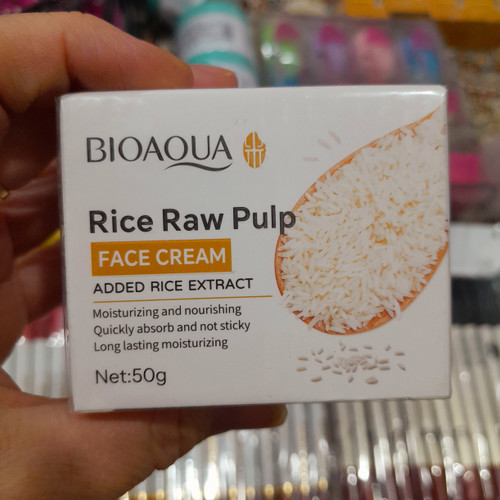 BIOAQUA
Rice Raw Pulp
FACE CREAM
ADDED RICE EXTRACT
Moisturizing and nourishing
Quickly absorb and not sticky
Long lasting moisturizing
Net:50g